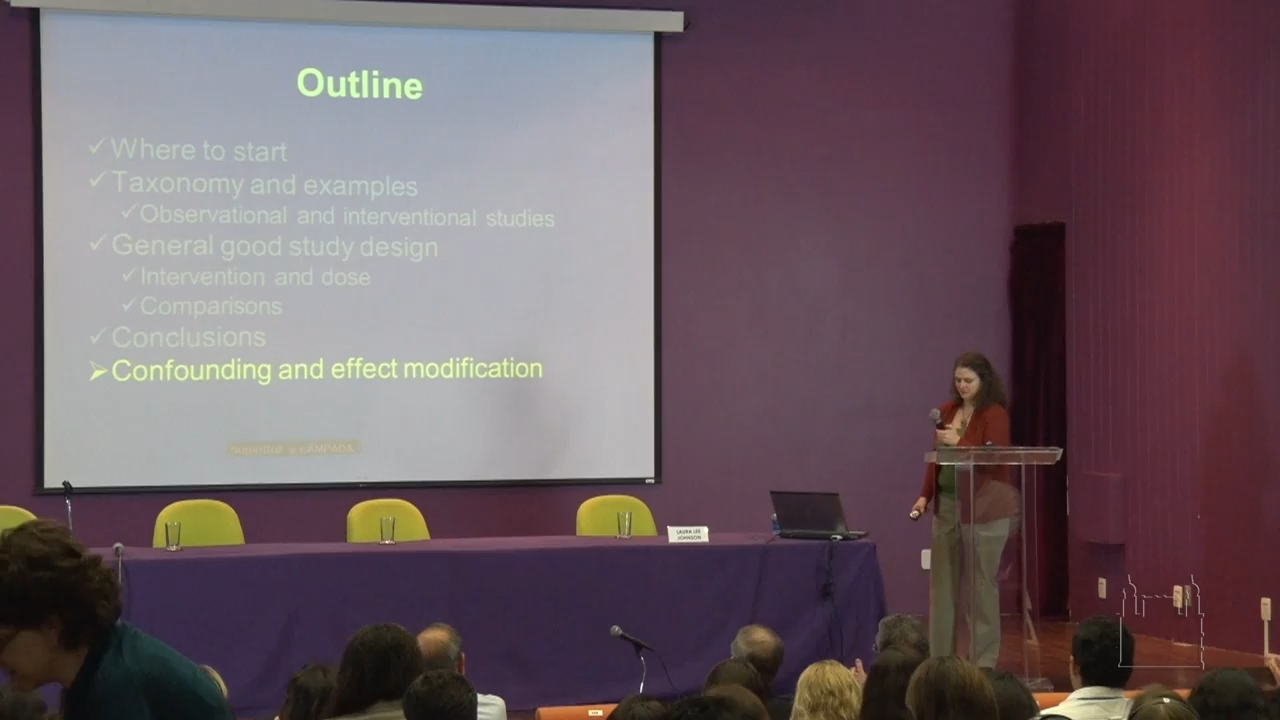 Outline
✓Where to start
✓Taxonomy and examples
✓Observational and interventional studies
✓General good study design
✓Intervention and dose
✓Comparisons
✓Conclusions
➢Confounding and effect modification
LAMPADA
LAURA LEE
JOHNSON